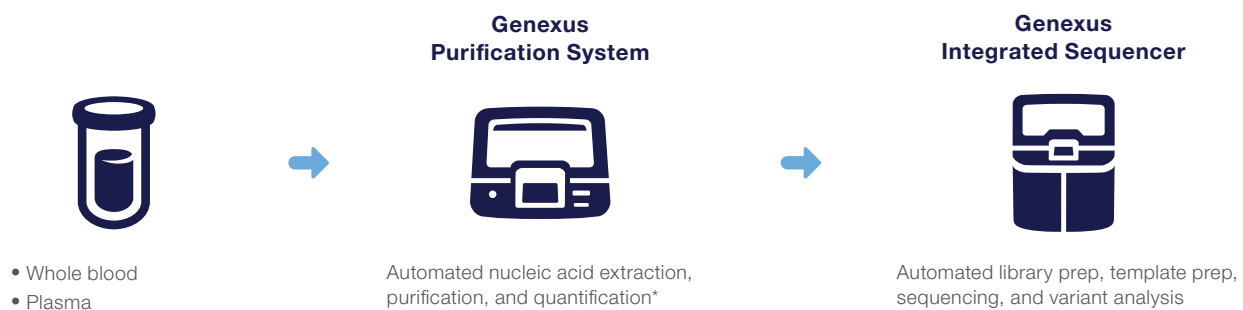 Genexus
Purification System
Genexus
Integrated Sequencer
• Whole blood
• Plasma
Automated nucleic acid extraction,
purification, and quantification*
Automated library prep, template prep,
sequencing, and variant analysis